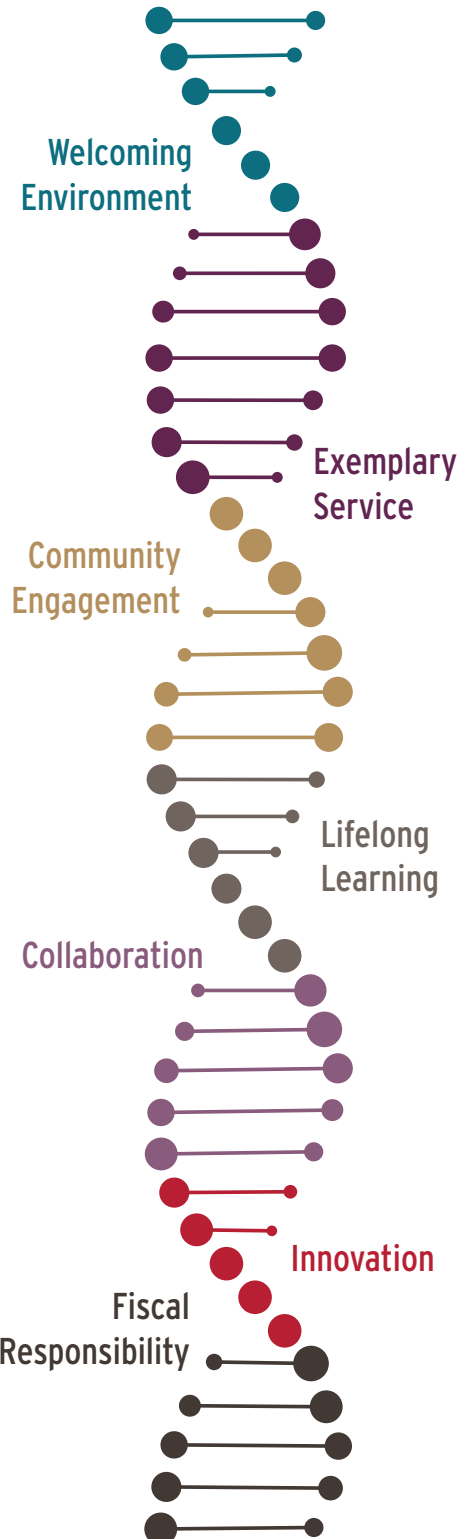 Welcoming
Environment
Exemplary
Service
Community
Engagement
Lifelong
Learning
Collaboration
Innovation
Fiscal
Responsibility